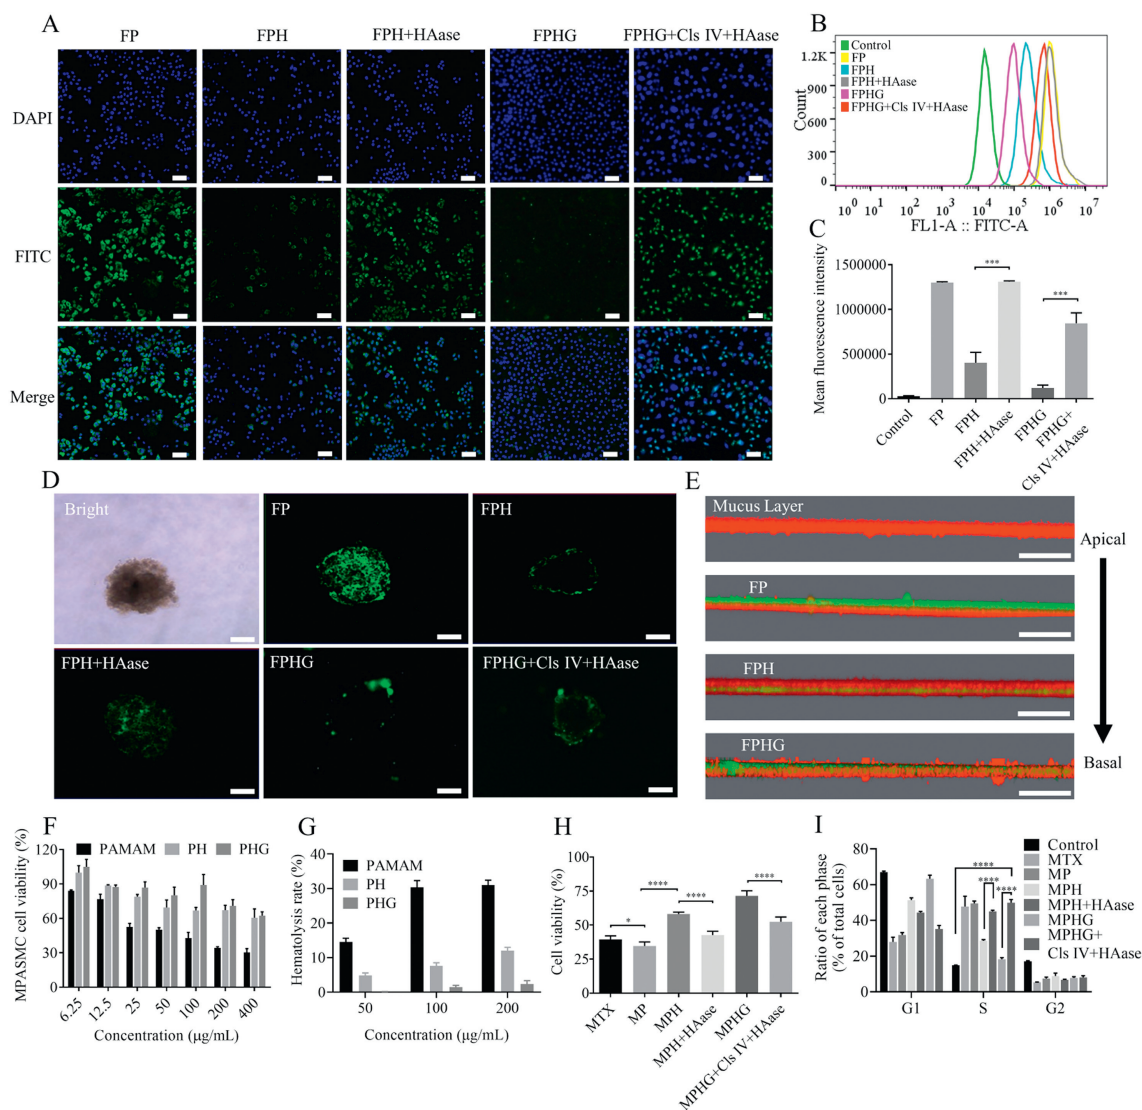 A
FP
FPH
FPH+HAase
FPHG
FPHG+Cls IV+HAase
DAPI
FITC
Merge
B
Control
FP
FPH
FPH+HAase
FPHG
FPHG+Cls IV+HAase
1.2K
900
600
300
0
Count
10^0 10^1 10^2 10^3 10^4 10^5 10^6 10^7
FL1-A :: FITC-A
C
***
***
1500000
1000000
500000
0
Mean fluorescence intensity
Control
FP
FPH
FPH+HAase
FPHG
FPHG+
Cls IV+HAase
D
Bright
FP
FPH
FPH+HAase
FPHG
FPHG+Cls IV+HAase
E
Mucus Layer
FP
FPH
FPHG
Apical
Basal
F
PAMAM
PH
PHG
120
90
60
30
0
MPASMC cell viability (%)
6.25 12.5 25 50 100 200 400
Concentration (μg/mL)
G
PAMAM
PH
PHG
40
30
20
10
0
Hematolysis rate (%)
50 100 200
Concentration (μg/mL)
H
*
****
****
****
100
75
50
25
0
Cell viability (%)
MTX
MP
MPH
MPH+HAase
MPHG
MPHG+Cls IV+HAase
I
Control
MTX
MP
MPH
MPH+HAase
MPHG
MPHG+
Cls IV+HAase
****
****
****
80
60
40
20
0
Ratio of each phase
(% of total cells)
G1 S G2